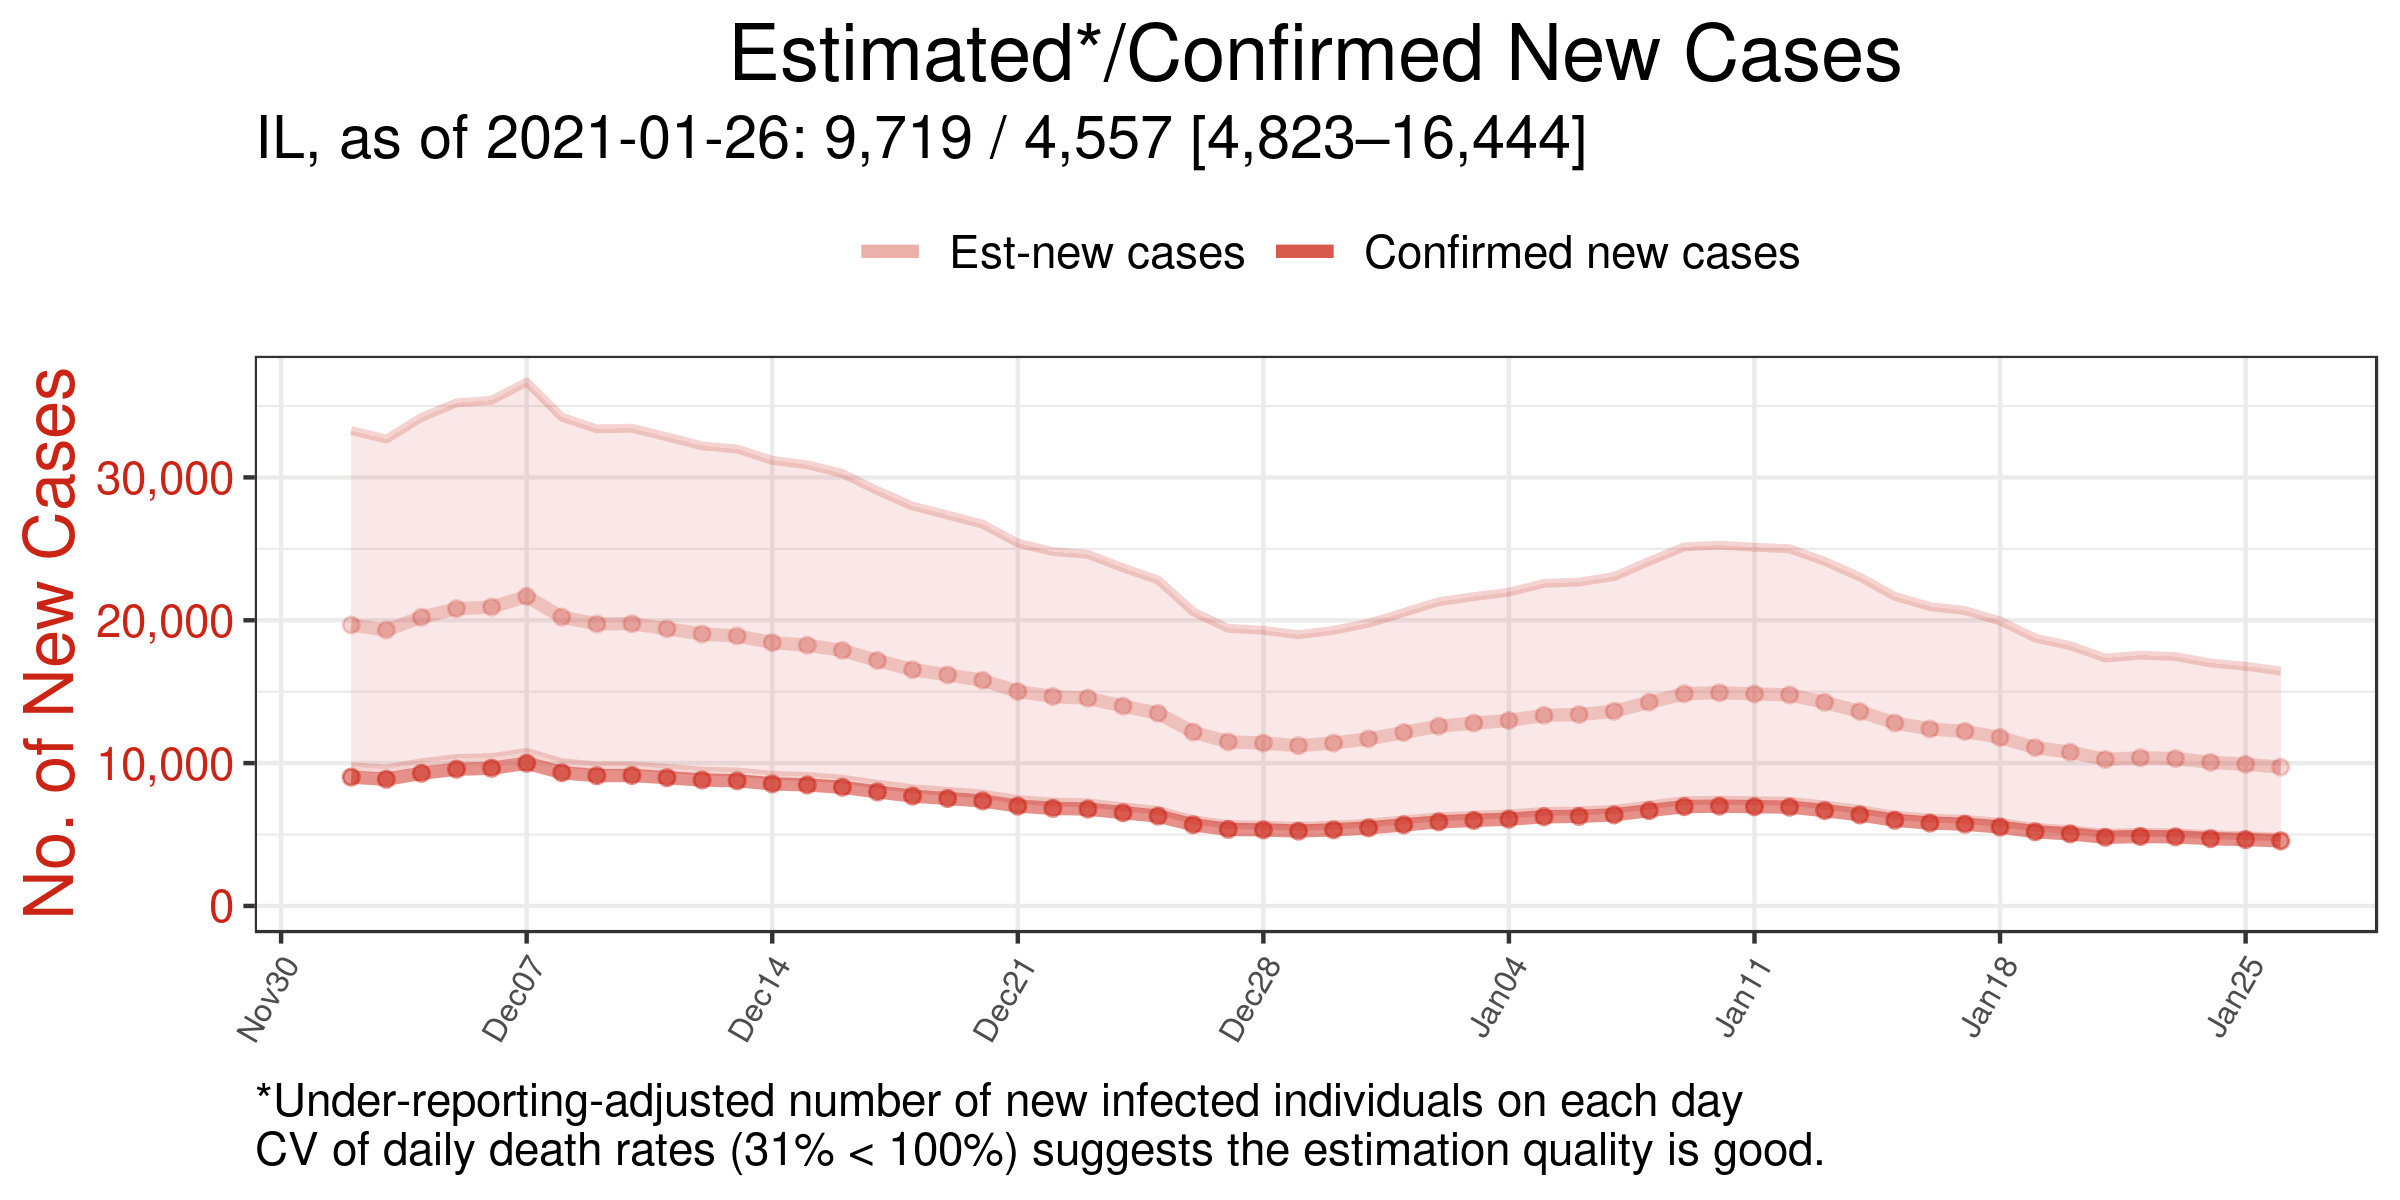 Estimated*/Confirmed New Cases
IL, as of 2021-01-26: 9,719 / 4,557 [4,823–16,444]
Est-new cases
Confirmed new cases
No. of New Cases
30,000
20,000
10,000
0
Nov30
Dec07
Dec14
Dec21
Dec28
Jan04
Jan11
Jan18
Jan25
*Under-reporting-adjusted number of new infected individuals on each day
CV of daily death rates (31% < 100%) suggests the estimation quality is good.